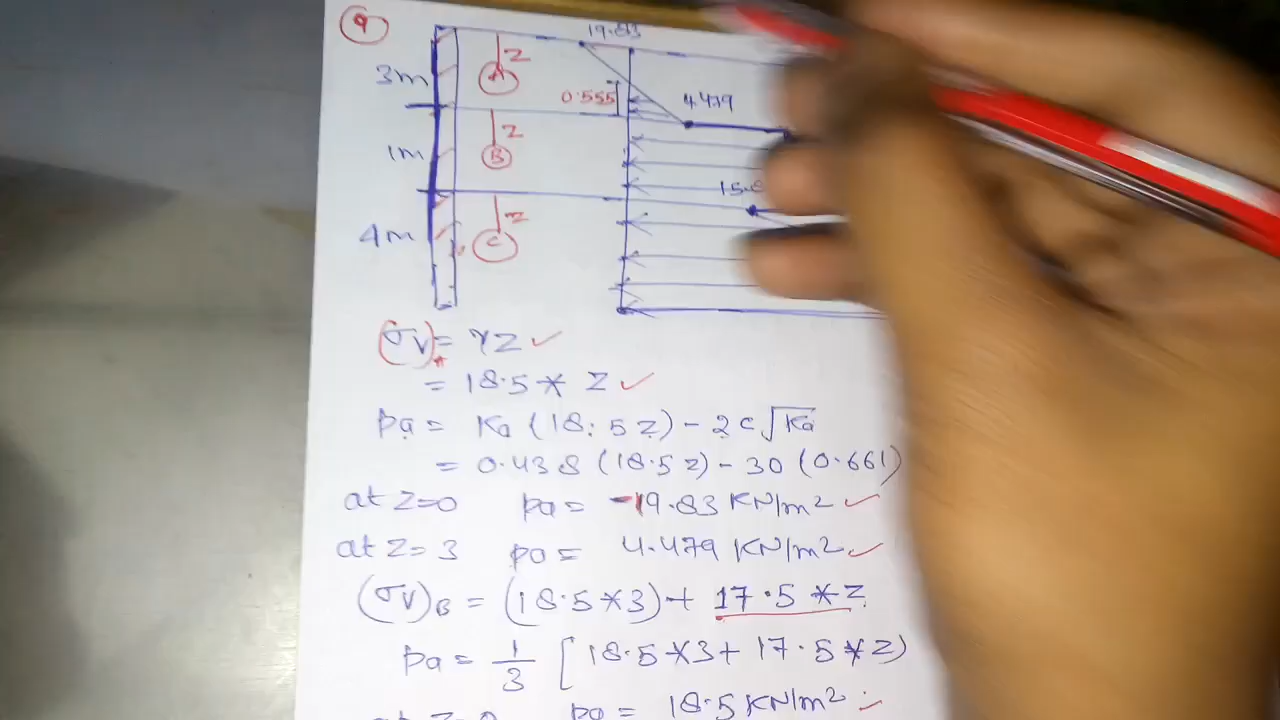 9
19.83
3m
A
Z
0.555
4.479
1m
B
Z
4m
C
Z
(σv)A = γZ ✓
= 18.5 * Z ✓
Pa = Ka (18.5 Z) - 2c√Ka
= 0.438 (18.5 Z) - 30 (0.661)
at Z=0 Pa = -19.83 KN/m² ✓
at Z=3 Pa = 4.479 KN/m² ✓
(σv)B = (18.5*3) + 17.5 * Z
Pa = 1/3 [18.5*3 + 17.5 * Z)
at Z=0 Pa = 18.5 KN/m² ✓